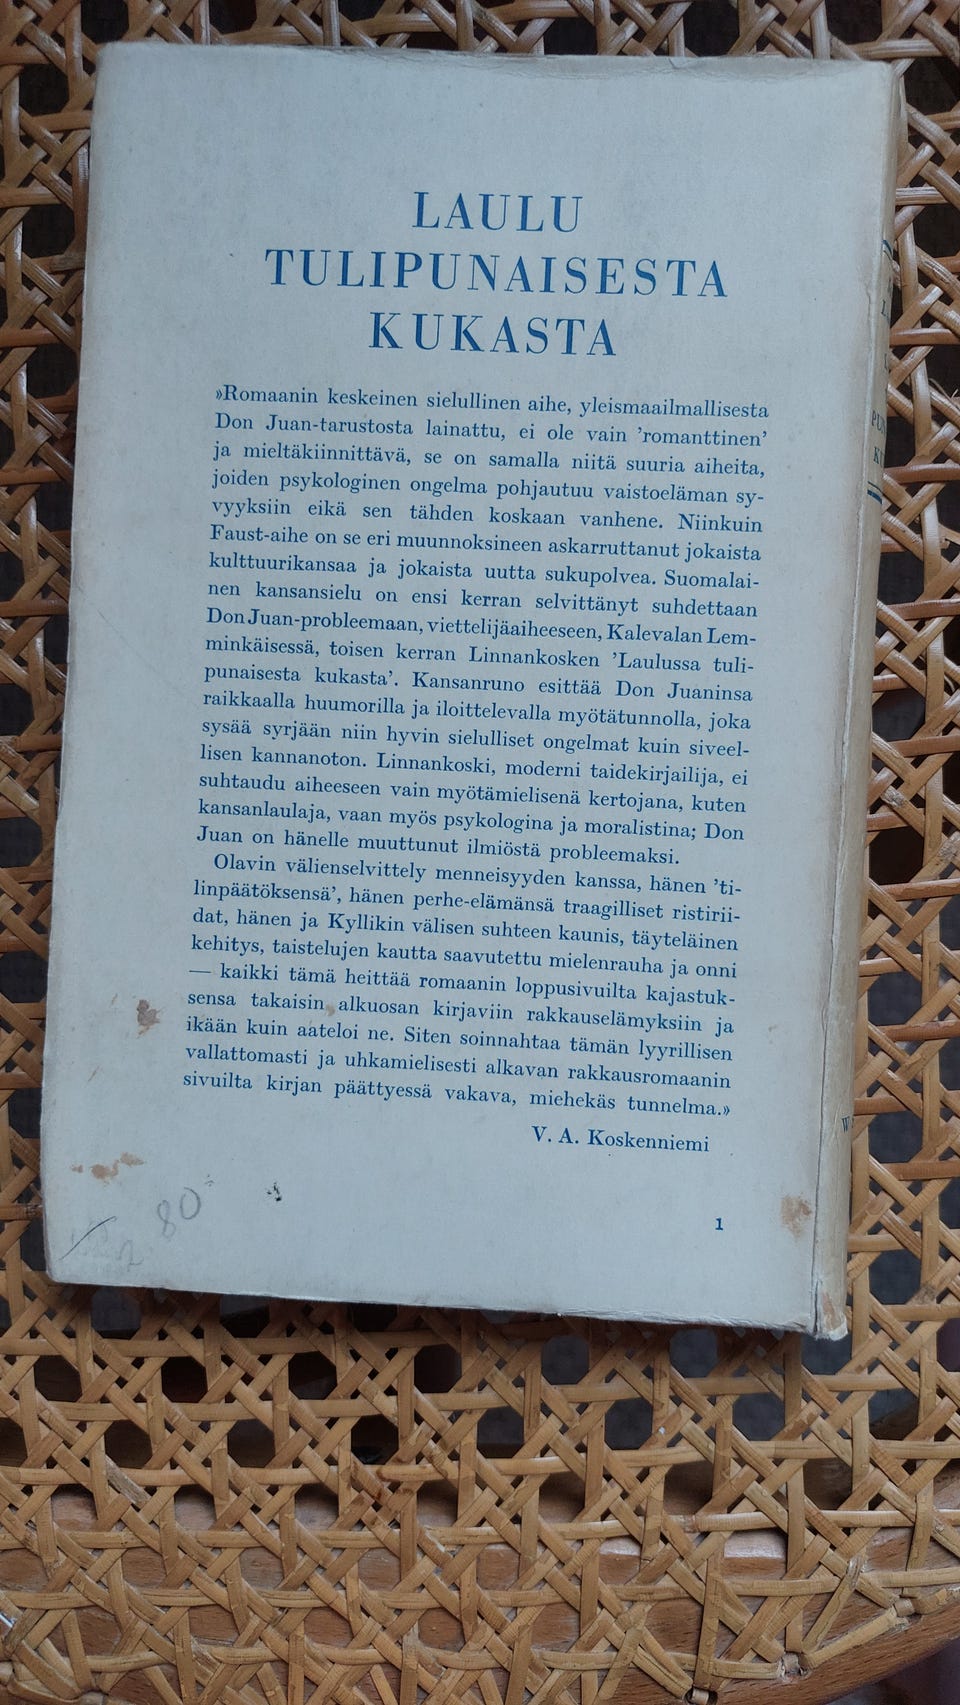 LAULU
TULIPUNAISESTA
KUKASTA
»Romaanin keskeinen sielullinen aihe, yleismaailmallisesta
Don Juan-tarustosta lainattu, ei ole vain ’romanttinen’
ja mieltäkiinnittävä, se on samalla niitä suuria aiheita,
joiden psykologinen ongelma pohjautuu vaistoelämän sy-
vyyksiin eikä sen tähden koskaan vanhene. Niinkuin
Faust-aihe on se eri muunnoksineen askarruttanut jokaista
kulttuurikansaa ja jokaista uutta sukupolvea. Suomalai-
nen kansansielu on ensi kerran selvittänyt suhdettaan
Don Juan-probleemaan, viettelijäaiheeseen, Kalevalan Lem-
minkäisessä, toisen kerran Linnankosken ’Laulussa tuli-
punaisesta kukasta’. Kansanruno esittää Don Juaninsa
raikkaalla huumorilla ja iloittelevalla myötätunnolla, joka
sysää syrjään niin hyvin sielulliset ongelmat kuin siveel-
lisen kannanoton. Linnankoski, moderni taidekirjailija, ei
suhtaudu aiheeseen vain myötämielisenä kertojana, kuten
kansanlaulaja, vaan myös psykologina ja moralistina; Don
Juan on hänelle muuttunut ilmiöstä probleemaksi.
Olavin välienselvittely menneisyyden kanssa, hänen ’ti-
linpäätöksensä’, hänen perhe-elämänsä traagilliset ristirii-
dat, hänen ja Kyllikin välisen suhteen kaunis, täyteläinen
kehitys, taistelujen kautta saavutettu mielenrauha ja onni
— kaikki tämä heittää romaanin loppusivuilta kajastuk-
sensa takaisin alkuosan kirjaviin rakkauselämyksiin ja
ikään kuin aateloi ne. Siten soinnahtaa tämän lyyrillisen
vallattomasti ja uhkamielisesti alkavan rakkausromaanin
sivuilta kirjan päättyessä vakava, miehekäs tunnelma.»
V. A. Koskenniemi
80
1